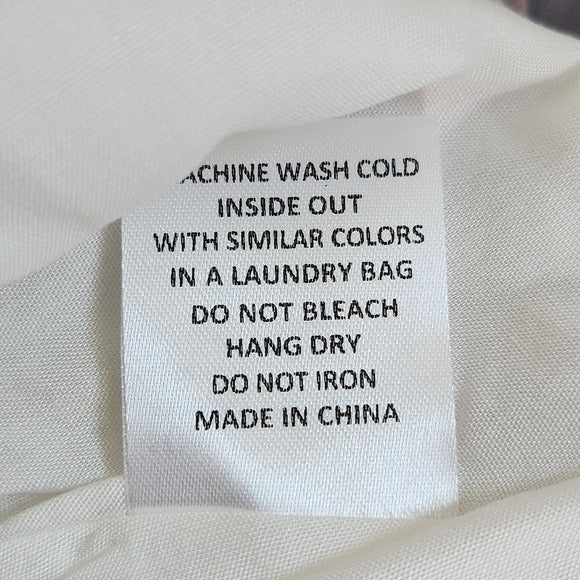 MACHINE WASH COLD
INSIDE OUT
WITH SIMILAR COLORS
IN A LAUNDRY BAG
DO NOT BLEACH
HANG DRY
DO NOT IRON
MADE IN CHINA